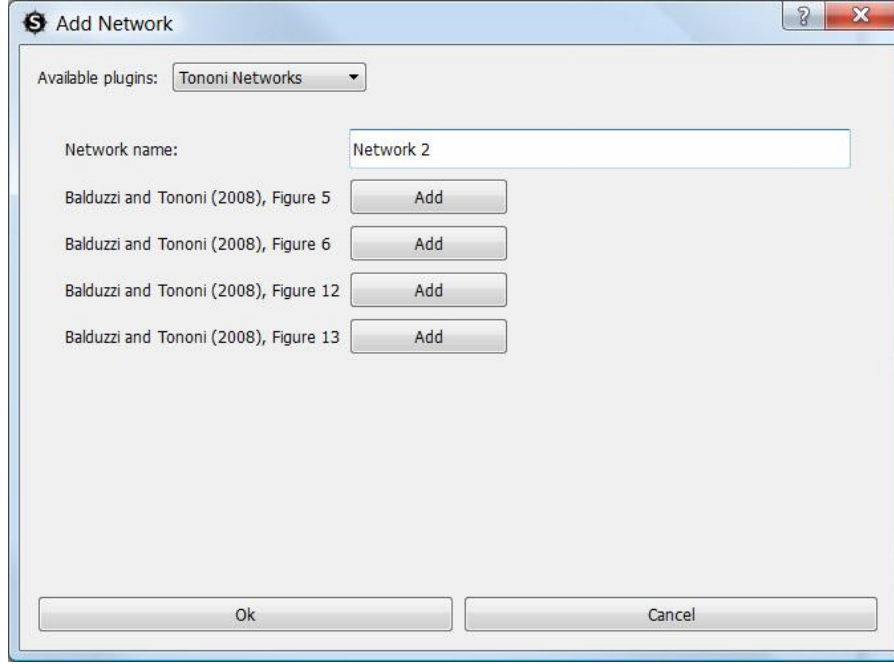 Add Network
Available plugins: Tononi Networks
Network name: Network 2
Balduzzi and Tononi (2008), Figure 5 Add
Balduzzi and Tononi (2008), Figure 6 Add
Balduzzi and Tononi (2008), Figure 12 Add
Balduzzi and Tononi (2008), Figure 13 Add
Ok Cancel